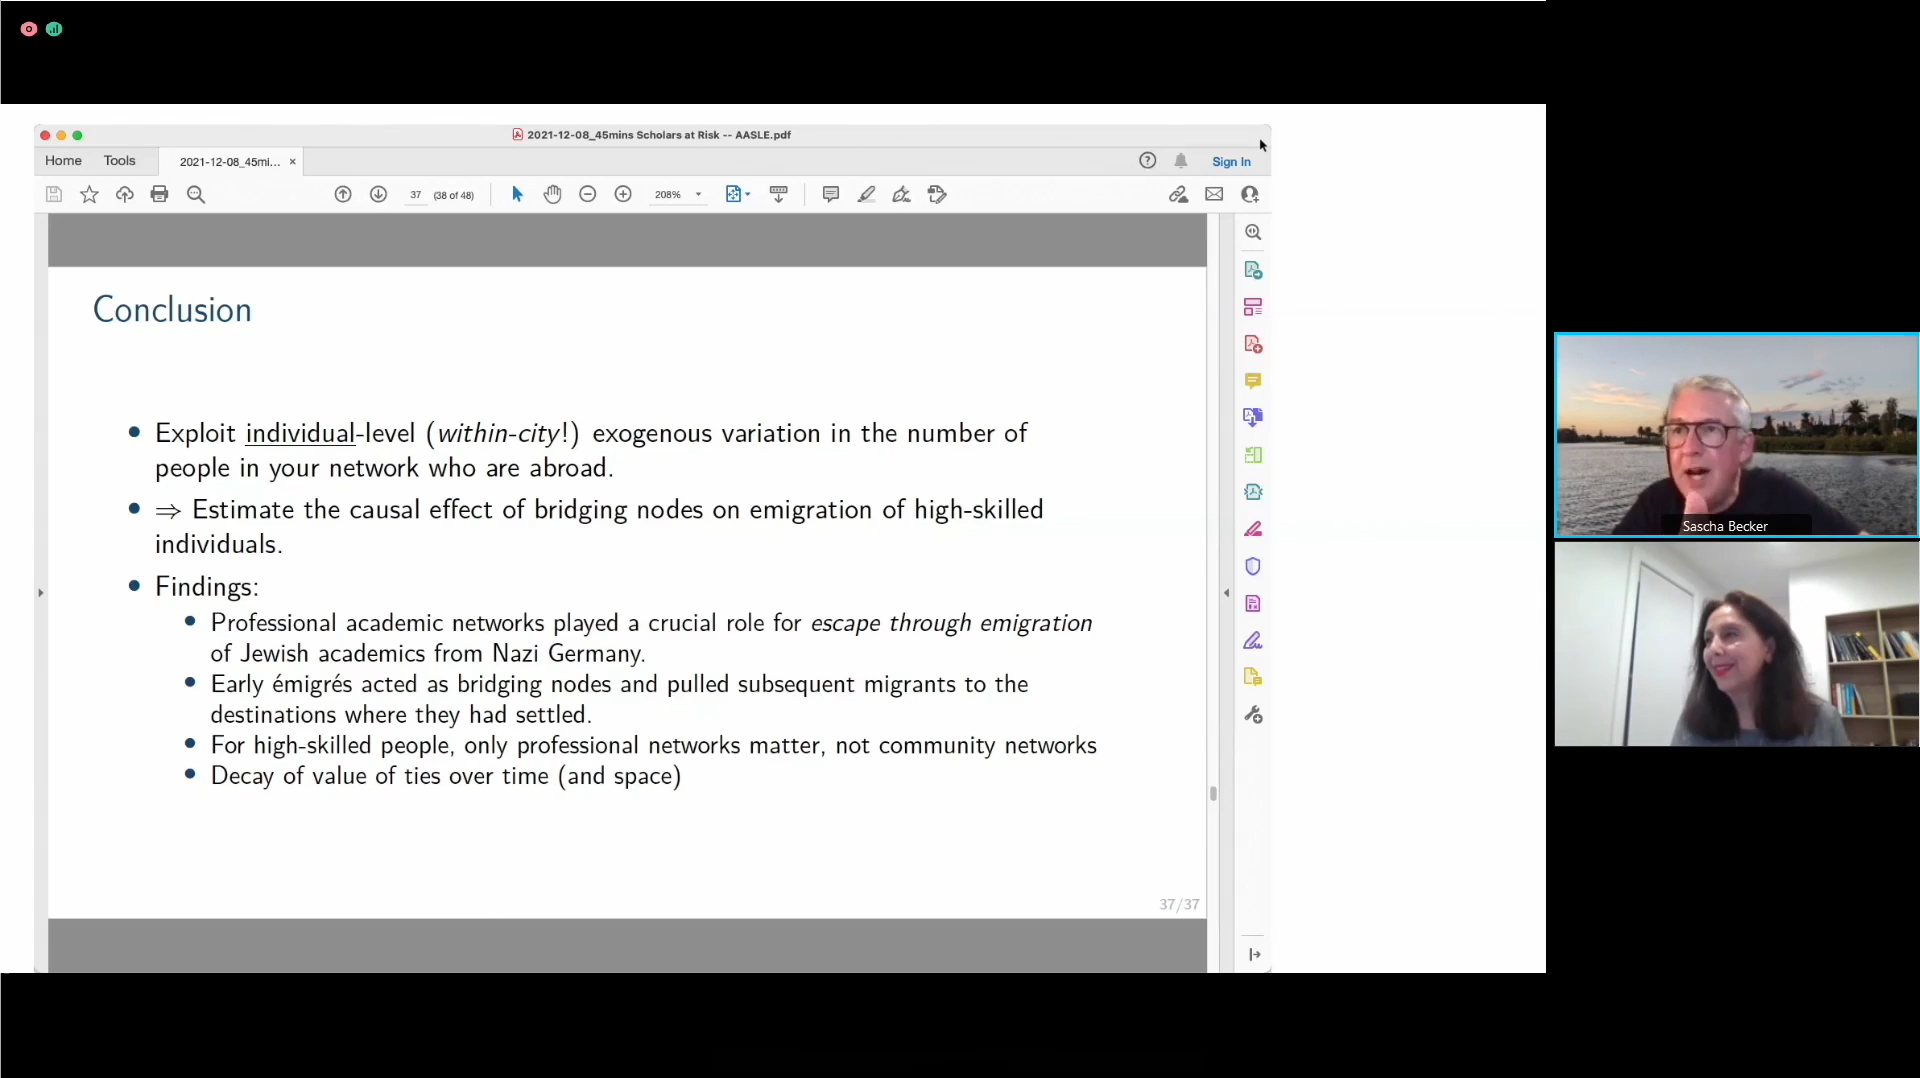 2021-12-08_45mins Scholars at Risk -- AASLE.pdf
Home Tools 2021-12-08_45mi... × Sign In
37 (38 of 48) 208%
Conclusion
• Exploit individual-level (within-city!) exogenous variation in the number of
people in your network who are abroad.
• ⇒ Estimate the causal effect of bridging nodes on emigration of high-skilled
individuals.
• Findings:
• Professional academic networks played a crucial role for escape through emigration
of Jewish academics from Nazi Germany.
• Early émigrés acted as bridging nodes and pulled subsequent migrants to the
destinations where they had settled.
• For high-skilled people, only professional networks matter, not community networks
• Decay of value of ties over time (and space)
37/37
Sascha Becker